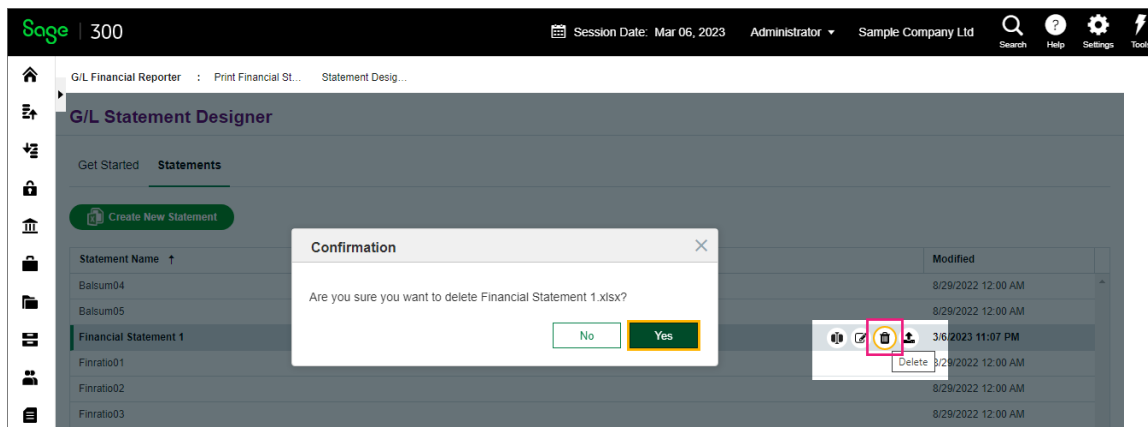 Sage 300 Session Date: Mar 06, 2023 Administrator Sample Company Ltd Search Help Settings Tools
G/L Financial Reporter : Print Financial St... Statement Desig...
G/L Statement Designer
Get Started Statements
Create New Statement
Confirmation
Statement Name Modified
Balsum04 8/29/2022 12:00 AM
Are you sure you want to delete Financial Statement 1.xlsx?
Balsum05 8/29/2022 12:00 AM
No Yes
Financial Statement 1 3/6/2023 11:07 PM
Finratio01 Delete 8/29/2022 12:00 AM
Finratio02 8/29/2022 12:00 AM
Finratio03 8/29/2022 12:00 AM